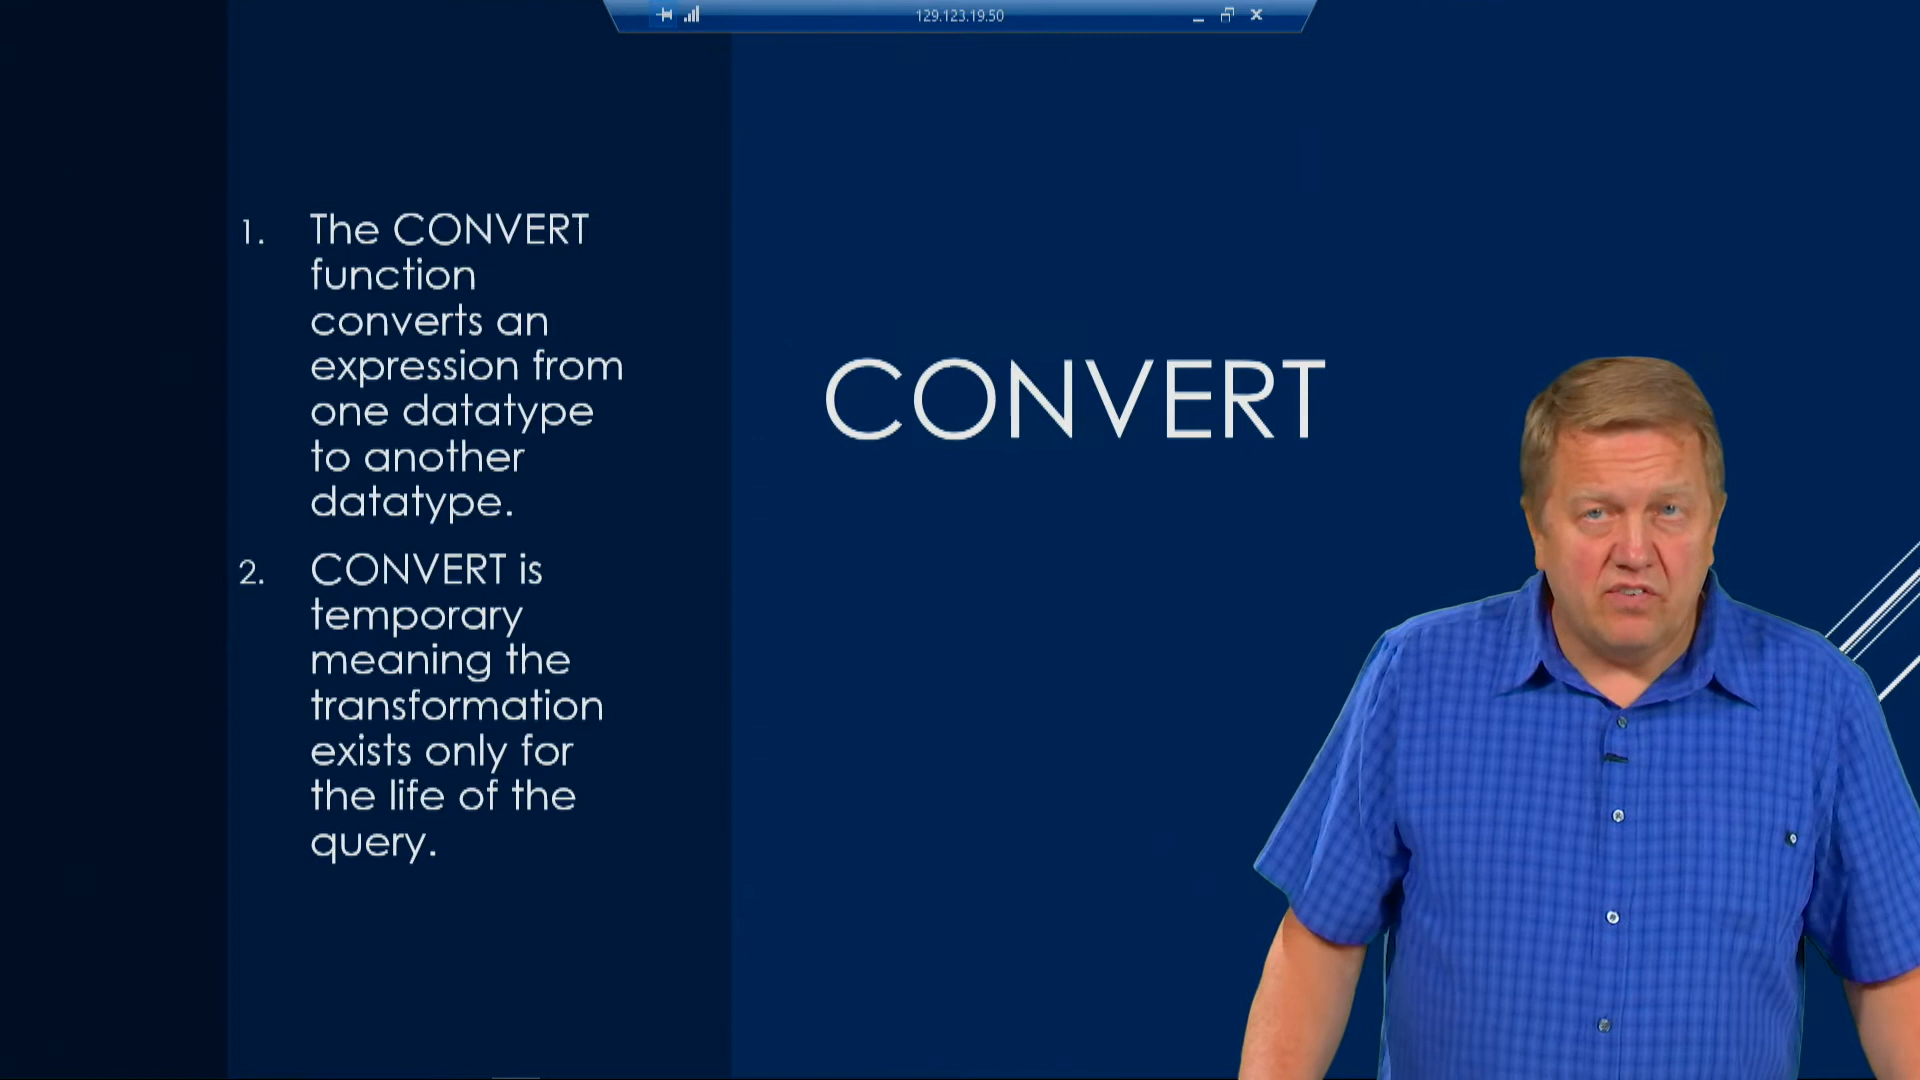 129.123.19.50
1. The CONVERT
function
converts an
expression from
one datatype
to another
datatype.
2. CONVERT is
temporary
meaning the
transformation
exists only for
the life of the
query.
CONVERT